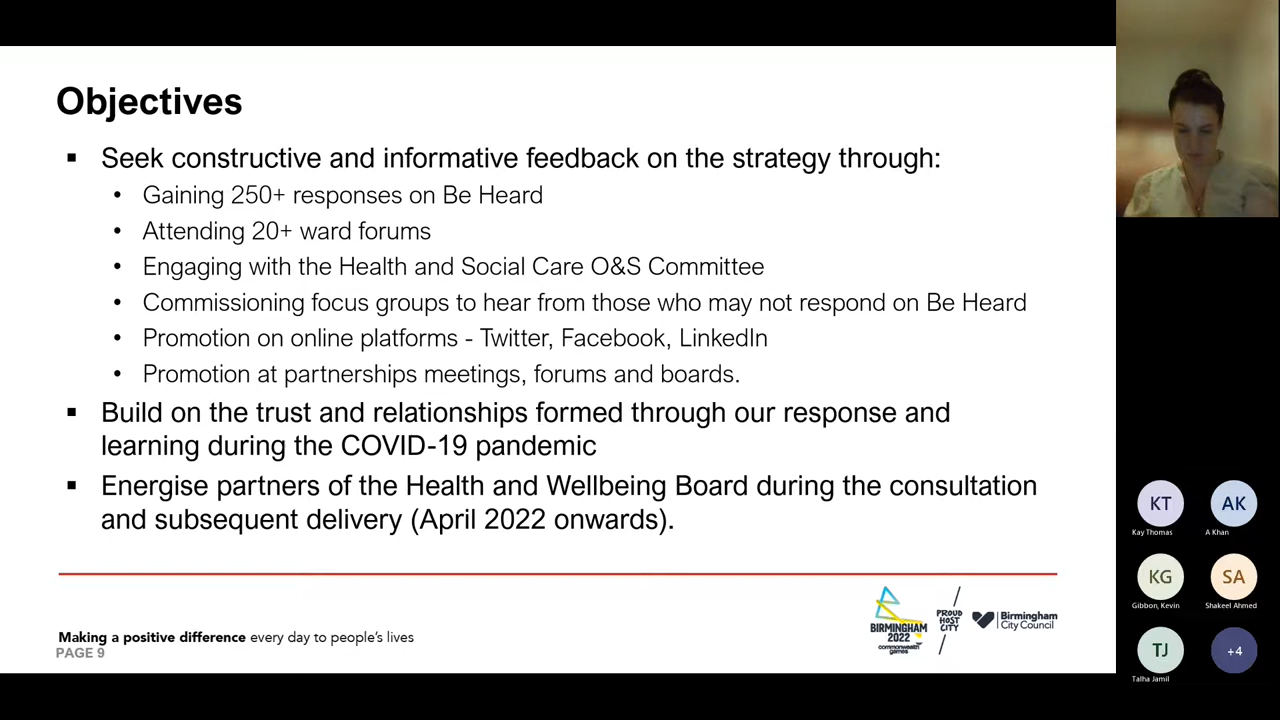 Objectives
▪ Seek constructive and informative feedback on the strategy through:
• Gaining 250+ responses on Be Heard
• Attending 20+ ward forums
• Engaging with the Health and Social Care O&S Committee
• Commissioning focus groups to hear from those who may not respond on Be Heard
• Promotion on online platforms - Twitter, Facebook, LinkedIn
• Promotion at partnerships meetings, forums and boards.
▪ Build on the trust and relationships formed through our response and
learning during the COVID-19 pandemic
▪ Energise partners of the Health and Wellbeing Board during the consultation
and subsequent delivery (April 2022 onwards).
Making a positive difference every day to people's lives
PAGE 9
BIRMINGHAM
2022
commonwealth
games
PROUD
HOST
CITY
Birmingham
City Council
KT
AK
Kay Thomas
A Khan
KG
SA
Gibbon, Kevin
Shakeel Ahmed
TJ
+4
Talha Jamil